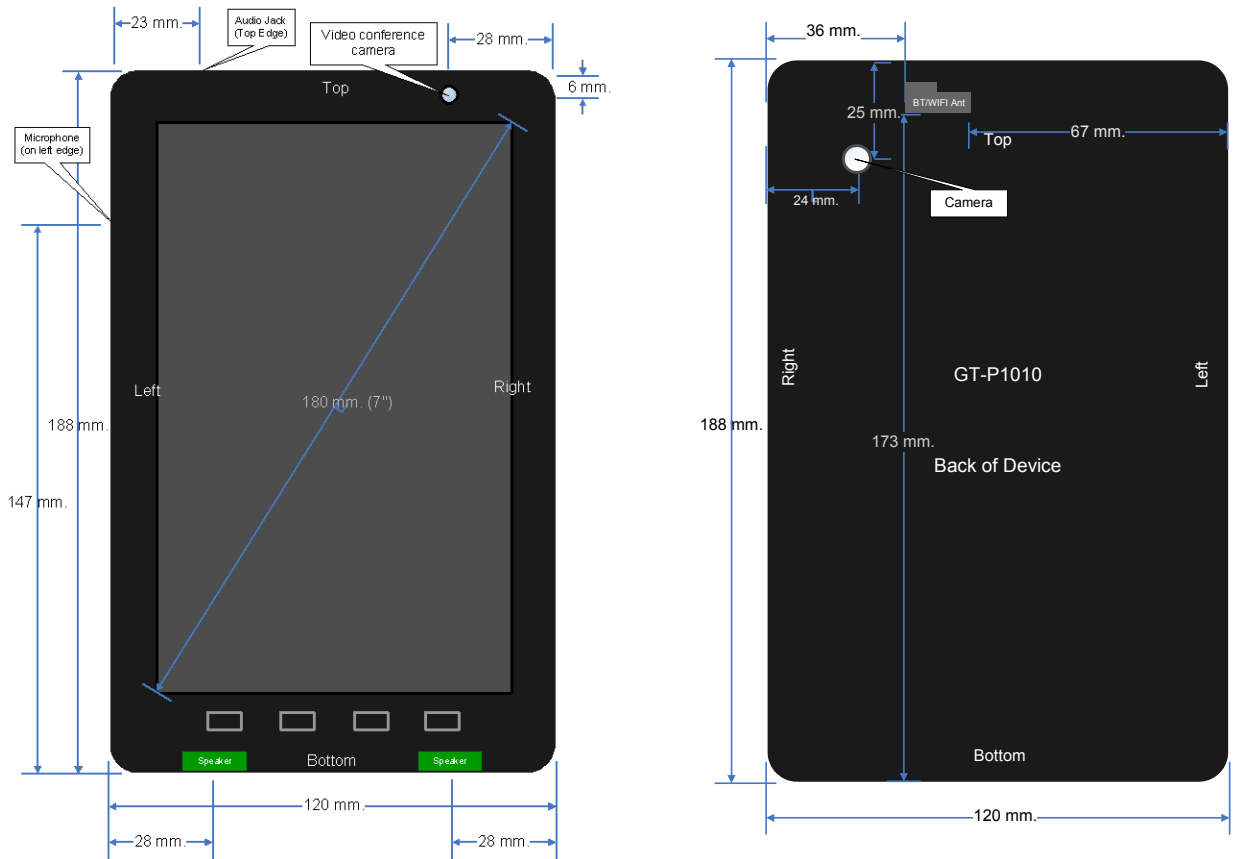 23 mm.
Audio Jack
(Top Edge)
Video conference
camera
28 mm.
6 mm.
Top
Microphone
(on left edge)
Left
Right
180 mm. (7")
188 mm.
147 mm.
Speaker
Bottom
Speaker
120 mm.
28 mm.
28 mm.
36 mm.
BT/WIFI Ant
25 mm.
67 mm.
Top
24 mm.
Camera
Right
GT-P1010
Left
188 mm.
173 mm.
Back of Device
Bottom
120 mm.